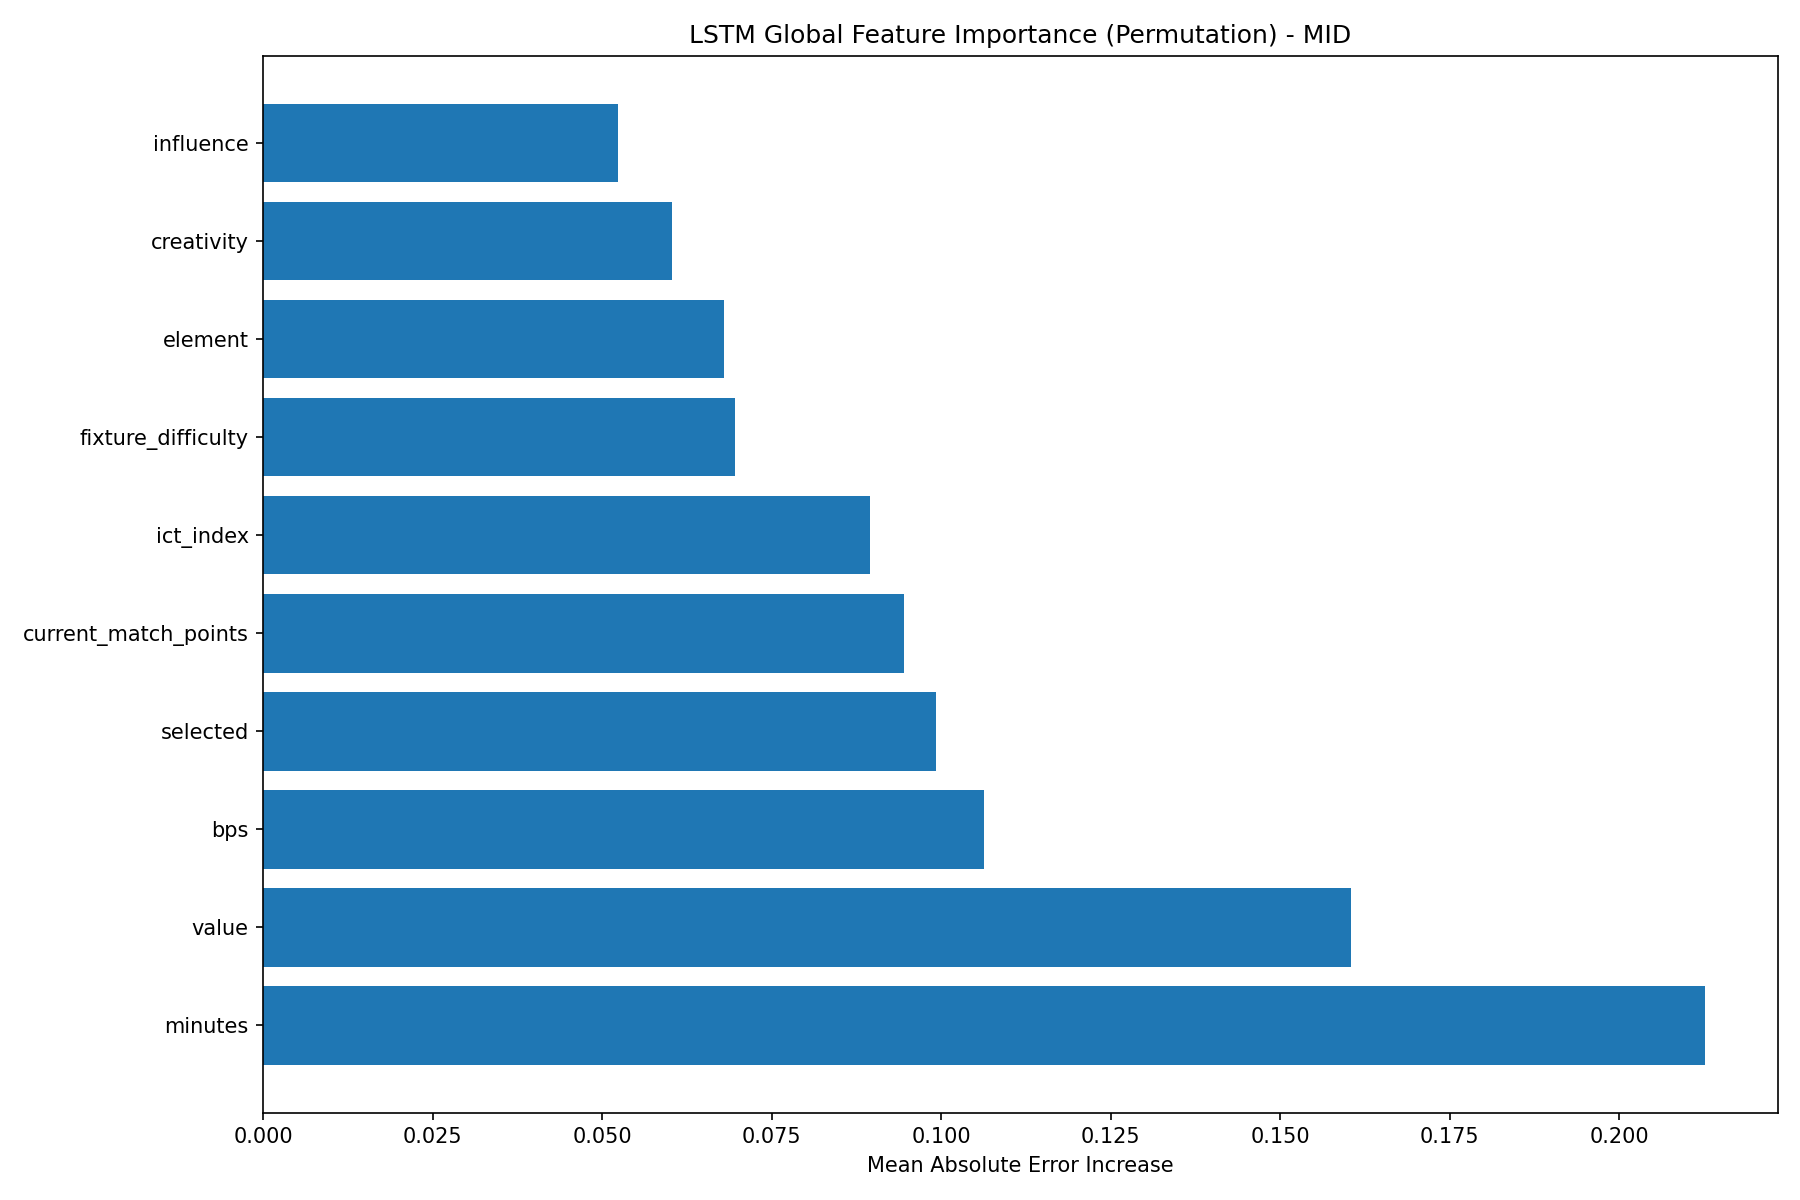 LSTM Global Feature Importance (Permutation) - MID
influence
creativity
element
fixture_difficulty
ict_index
current_match_points
selected
bps
value
minutes
0.000 0.025 0.050 0.075 0.100 0.125 0.150 0.175 0.200
Mean Absolute Error Increase